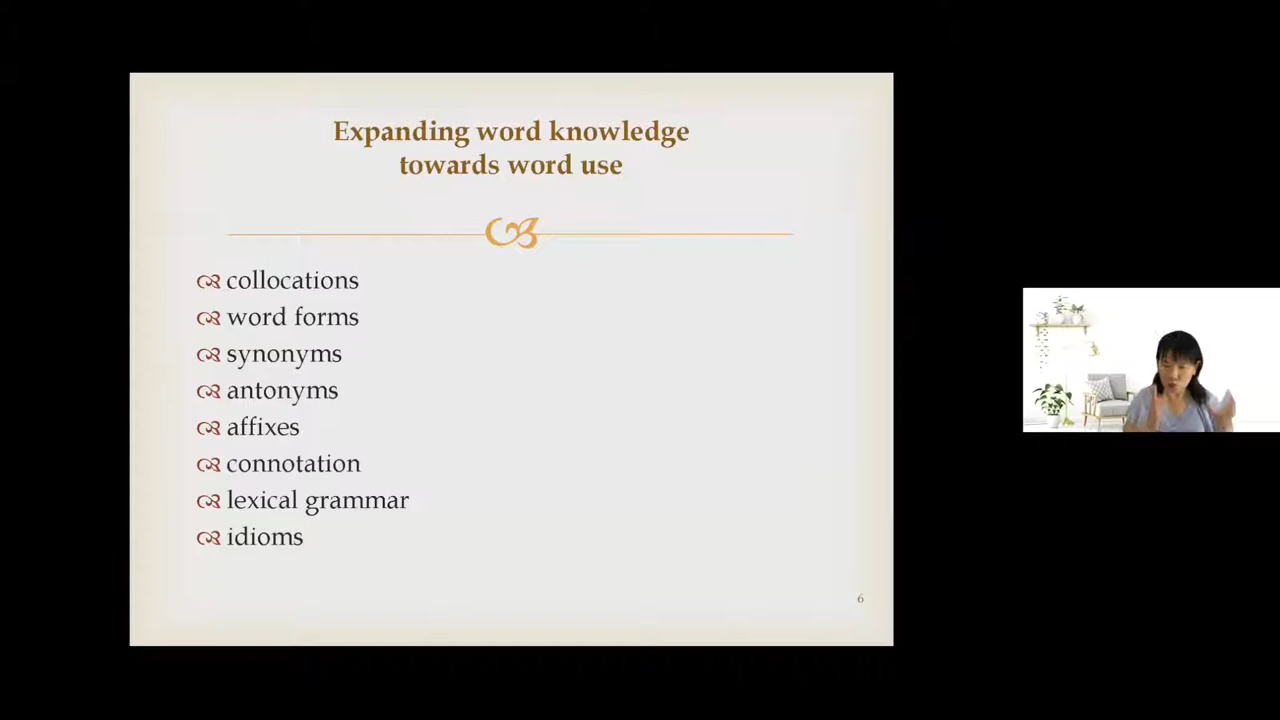 Expanding word knowledge
towards word use
collocations
word forms
synonyms
antonyms
affixes
connotation
lexical grammar
idioms
6